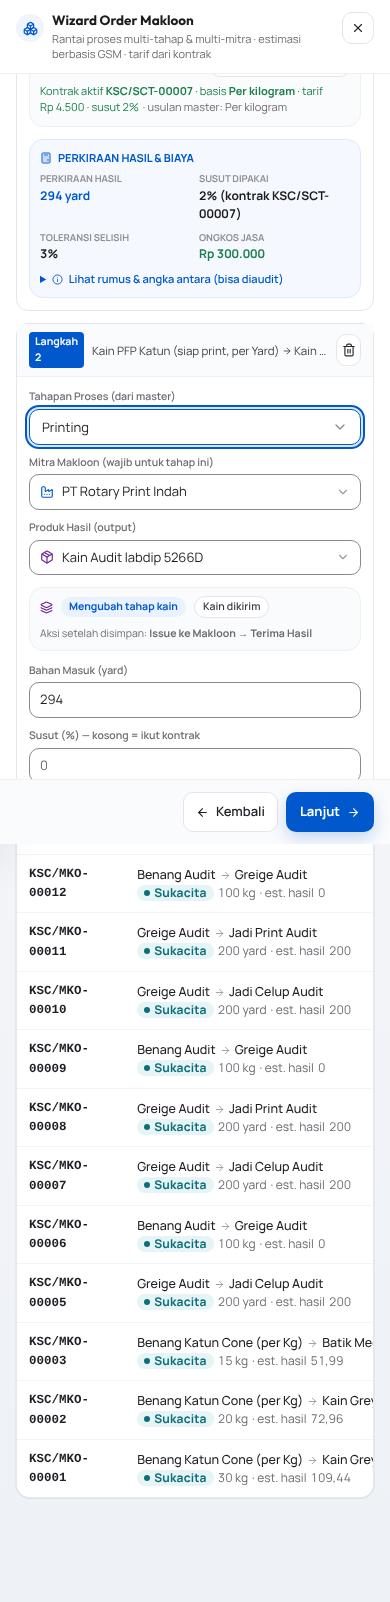 Wizard Order Makloon
Rantai proses multi-tahap & multi-mitra · estimasi
berbasis GSM · tarif dari kontrak
Kontrak aktif KSC/SCT-00007 · basis Per kilogram · tarif
Rp 4.500 · susut 2% · usulan master: Per kilogram
PERKIRAAN HASIL & BIAYA
PERKIRAAN HASIL
294 yard
SUSUT DIPAKAI
2% (kontrak KSC/SCT-
00007)
TOLERANSI SELISIH
3%
ONGKOS JASA
Rp 300.000
Lihat rumus & angka antara (bisa diaudit)
Langkah
2
Kain PFP Katun (siap print, per Yard) → Kain ...
Tahapan Proses (dari master)
Printing
Mitra Makloon (wajib untuk tahap ini)
PT Rotary Print Indah
Produk Hasil (output)
Kain Audit labdip 5266D
Mengubah tahap kain
Kain dikirim
Aksi setelah disimpan: Issue ke Makloon → Terima Hasil
Bahan Masuk (yard)
294
Susut (%) — kosong = ikut kontrak
0
← Kembali
Lanjut →
KSC/MKO-
00012
Benang Audit → Greige Audit
Sukacita 100 kg · est. hasil 0
KSC/MKO-
00011
Greige Audit → Jadi Print Audit
Sukacita 200 yard · est. hasil 200
KSC/MKO-
00010
Greige Audit → Jadi Celup Audit
Sukacita 200 yard · est. hasil 200
KSC/MKO-
00009
Benang Audit → Greige Audit
Sukacita 100 kg · est. hasil 0
KSC/MKO-
00008
Greige Audit → Jadi Print Audit
Sukacita 200 yard · est. hasil 200
KSC/MKO-
00007
Greige Audit → Jadi Celup Audit
Sukacita 200 yard · est. hasil 200
KSC/MKO-
00006
Benang Audit → Greige Audit
Sukacita 100 kg · est. hasil 0
KSC/MKO-
00005
Greige Audit → Jadi Celup Audit
Sukacita 200 yard · est. hasil 200
KSC/MKO-
00003
Benang Katun Cone (per Kg) → Batik Me
Sukacita 15 kg · est. hasil 51,99
KSC/MKO-
00002
Benang Katun Cone (per Kg) → Kain Grey
Sukacita 20 kg · est. hasil 72,96
KSC/MKO-
00001
Benang Katun Cone (per Kg) → Kain Grey
Sukacita 30 kg · est. hasil 109,44